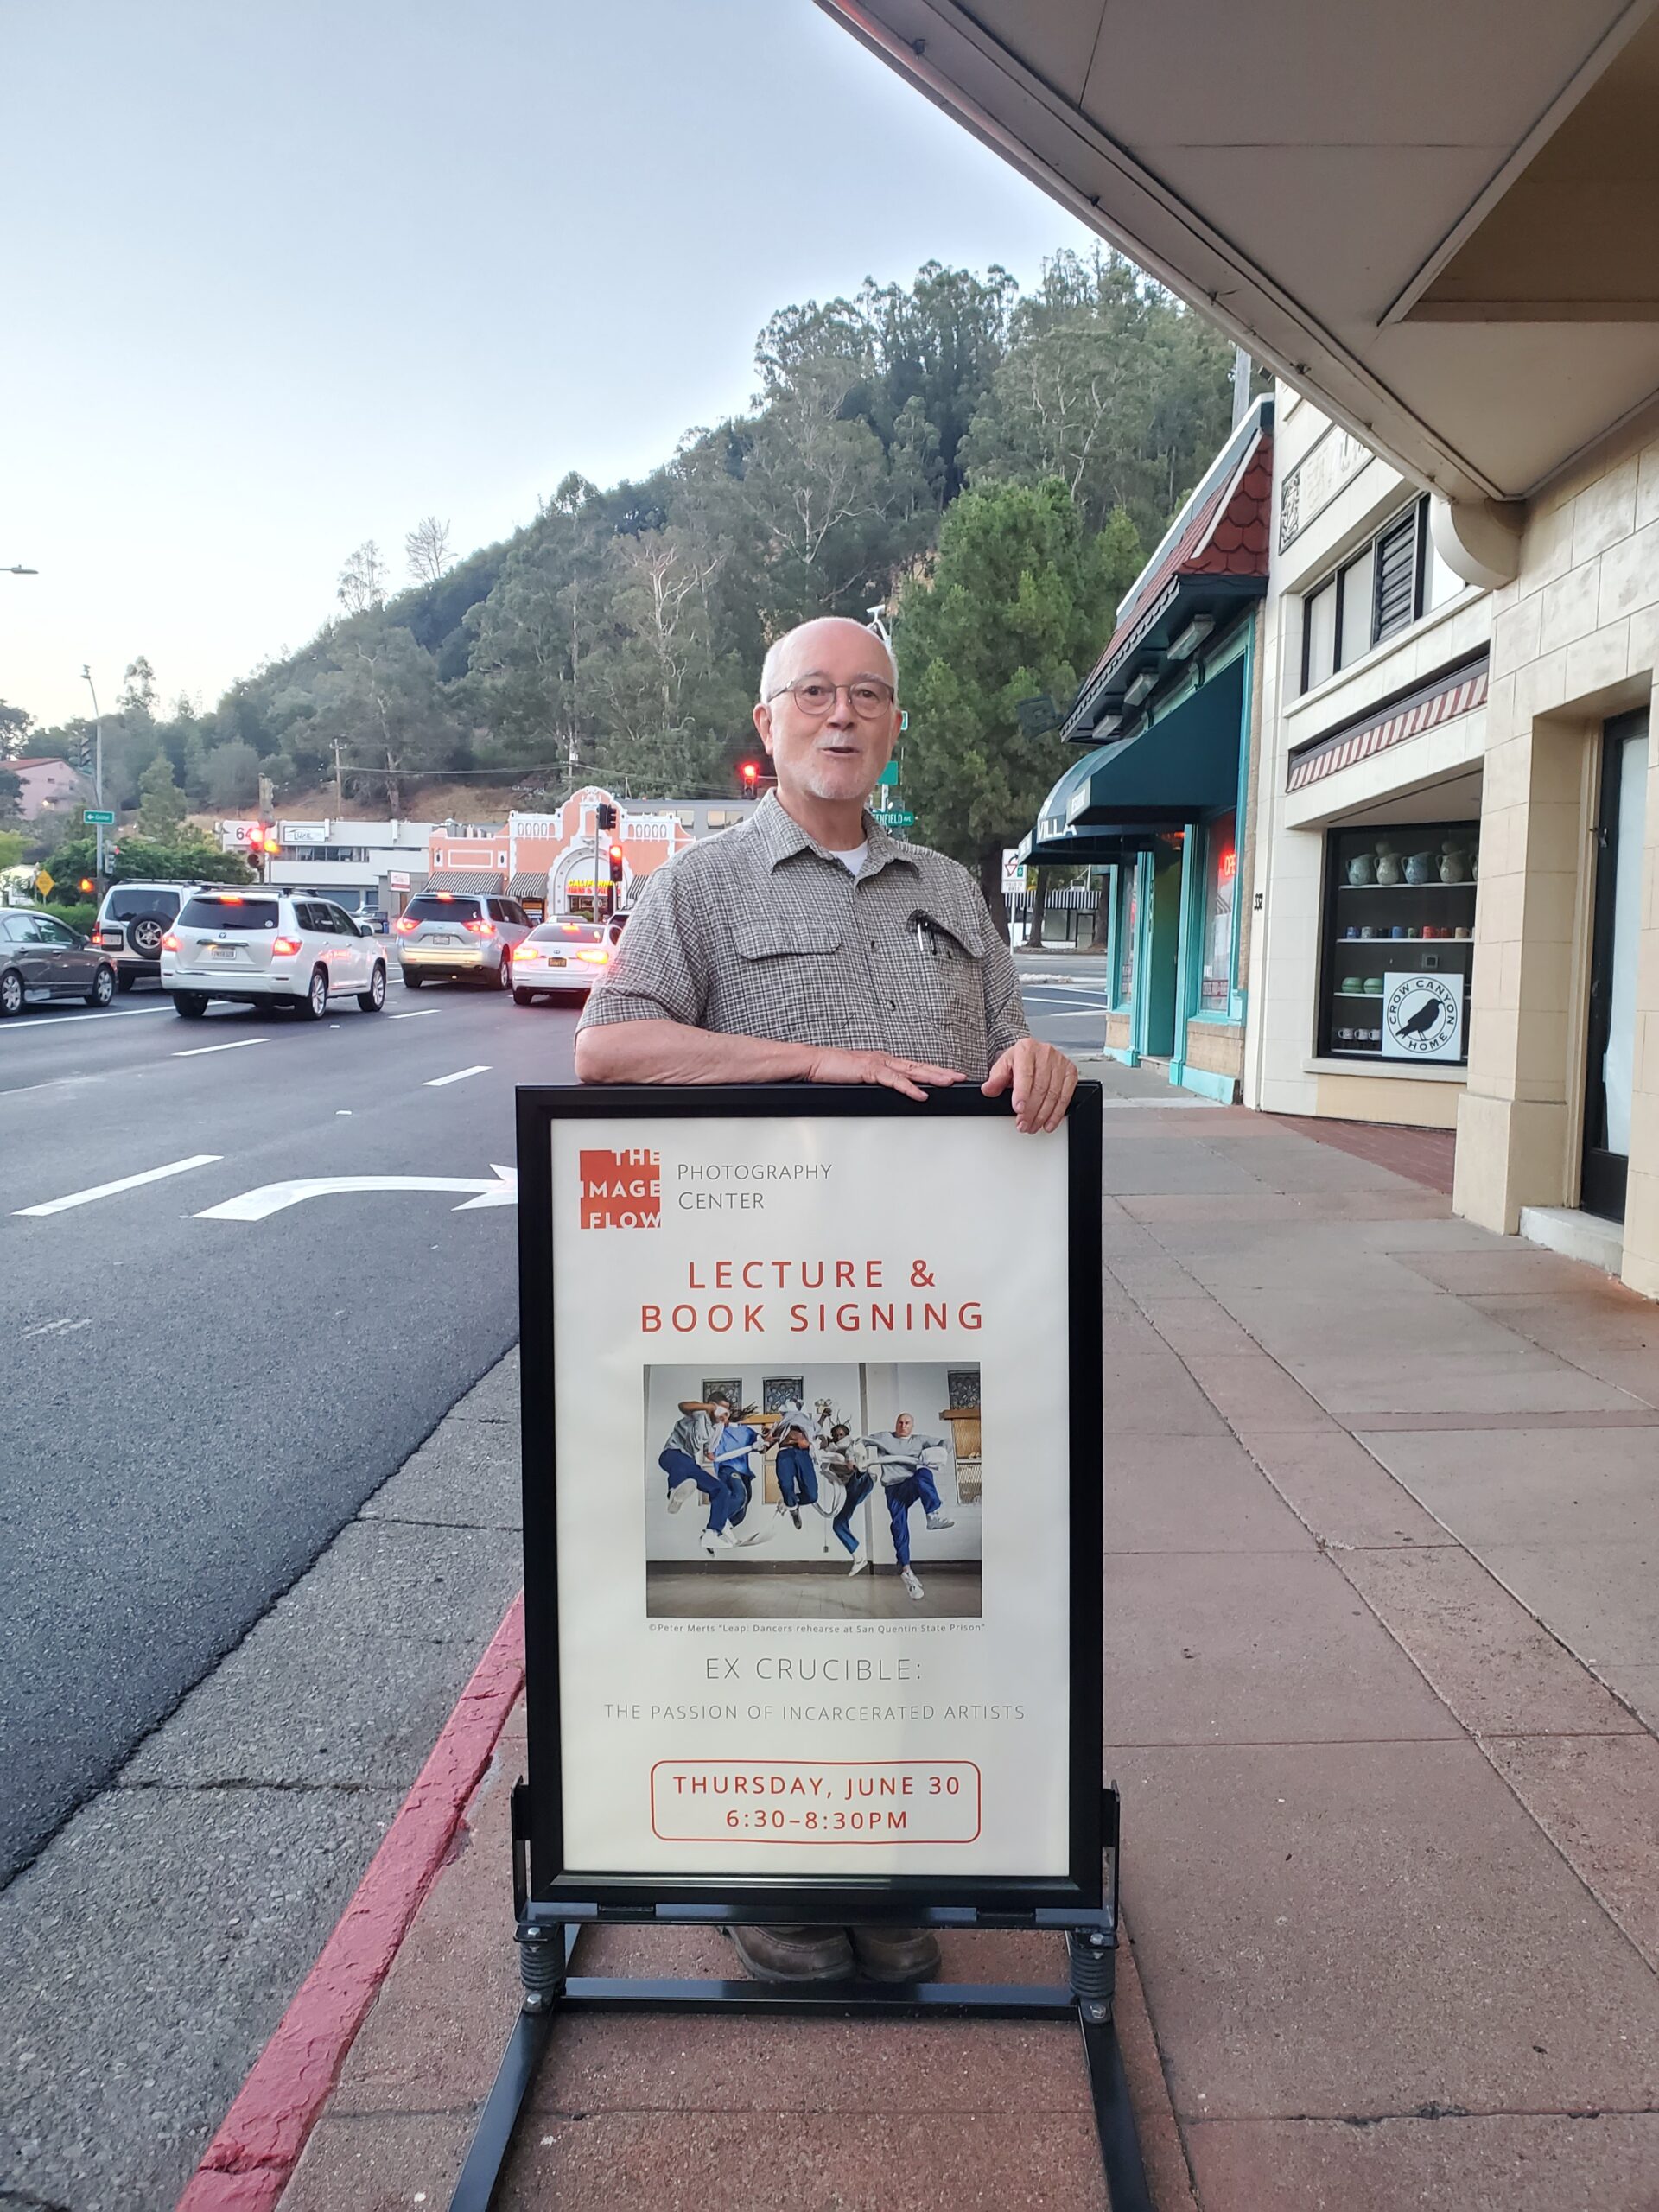 THE
IMAGE
FLOW
PHOTOGRAPHY
CENTER
LECTURE &
BOOK SIGNING
©Peter Merts "Leap: Dancers rehearse at San Quentin State Prison"
EX CRUCIBLE:
THE PASSION OF INCARCERATED ARTISTS
THURSDAY, JUNE 30
6:30–8:30PM
CROW CANYON
HOME
VILLA